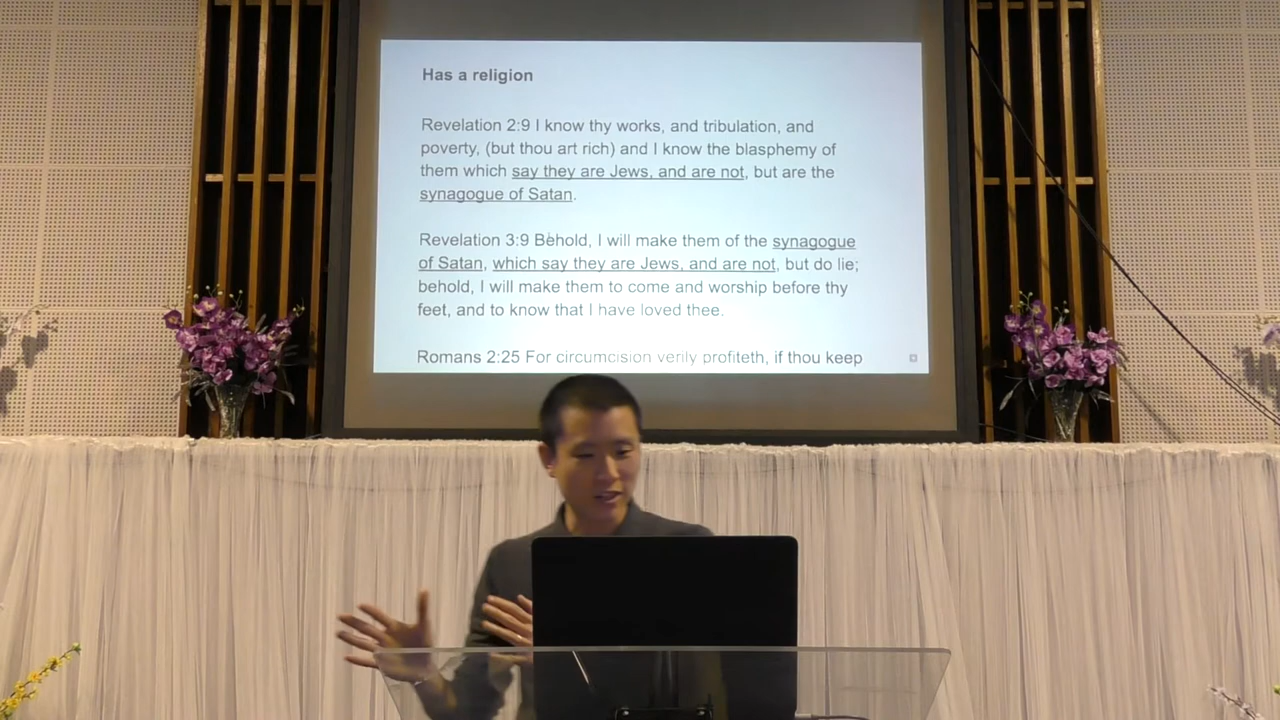 Has a religion
Revelation 2:9 I know thy works, and tribulation, and
poverty, (but thou art rich) and I know the blasphemy of
them which say they are Jews, and are not, but are the
synagogue of Satan.
Revelation 3:9 Behold, I will make them of the synagogue
of Satan, which say they are Jews, and are not, but do lie;
behold, I will make them to come and worship before thy
feet, and to know that I have loved thee.
Romans 2:25 For circumcision verily profiteth, if thou keep